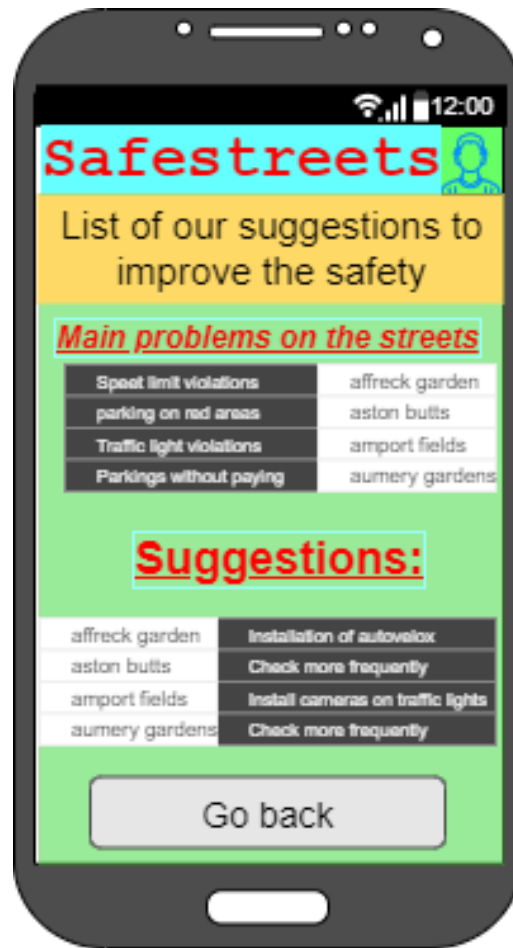 12:00
Safestreets
List of our suggestions to
improve the safety
Main problems on the streets
Speet limit violations affreck garden
parking on red areas aston butts
Traffic light violations amport fields
Parkings without paying aumery gardens
Suggestions:
affreck garden Installation of autovelox
aston butts Check more frequently
amport fields Install cameras on traffic lights
aumery gardens Check more frequently
Go back